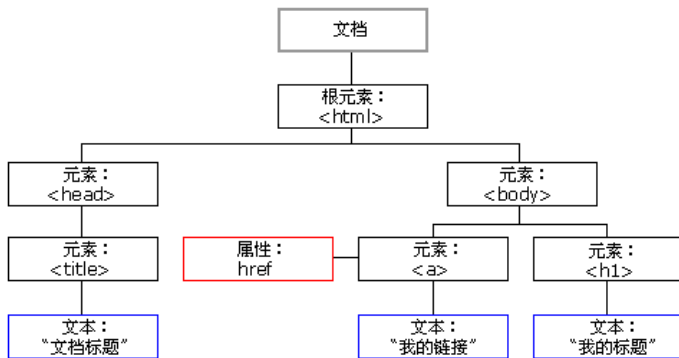 文档
根元素：
<html>
元素：
<head>
元素：
<body>
元素：
<title>
属性：
href
元素：
<a>
元素：
<h1>
文本：
“文档标题”
文本：
“我的链接”
文本：
“我的标题”